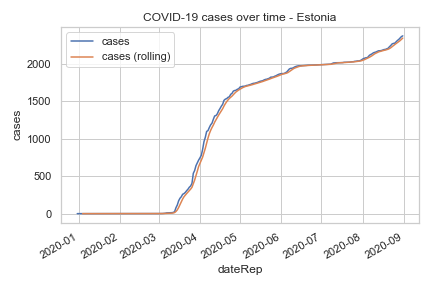 COVID-19 cases over time - Estonia
cases
cases (rolling)
2000
1500
1000
500
0
cases
2020-01
2020-02
2020-03
2020-04
2020-05
2020-06
2020-07
2020-08
2020-09
dateRep